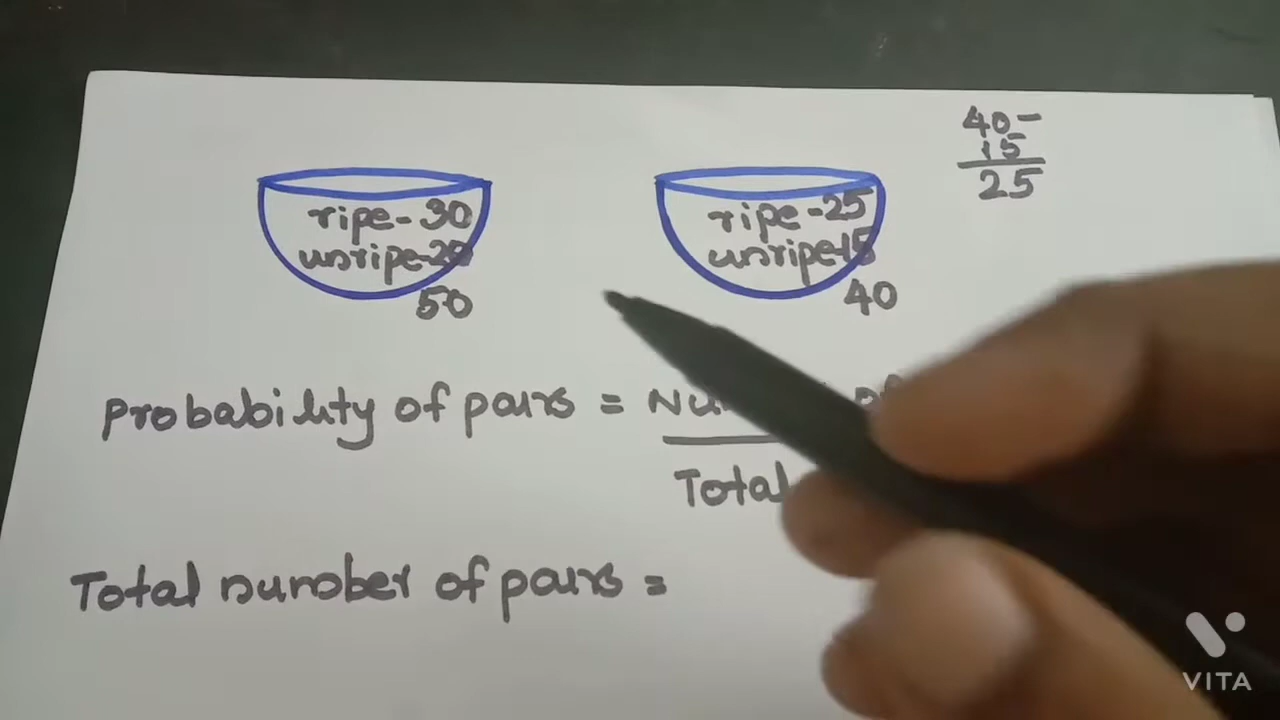 40-
15
25
ripe-30
unripe-20
50
ripe-25
unripe-15
40
Probability of pairs =
Total
Total number of pairs =
VITA